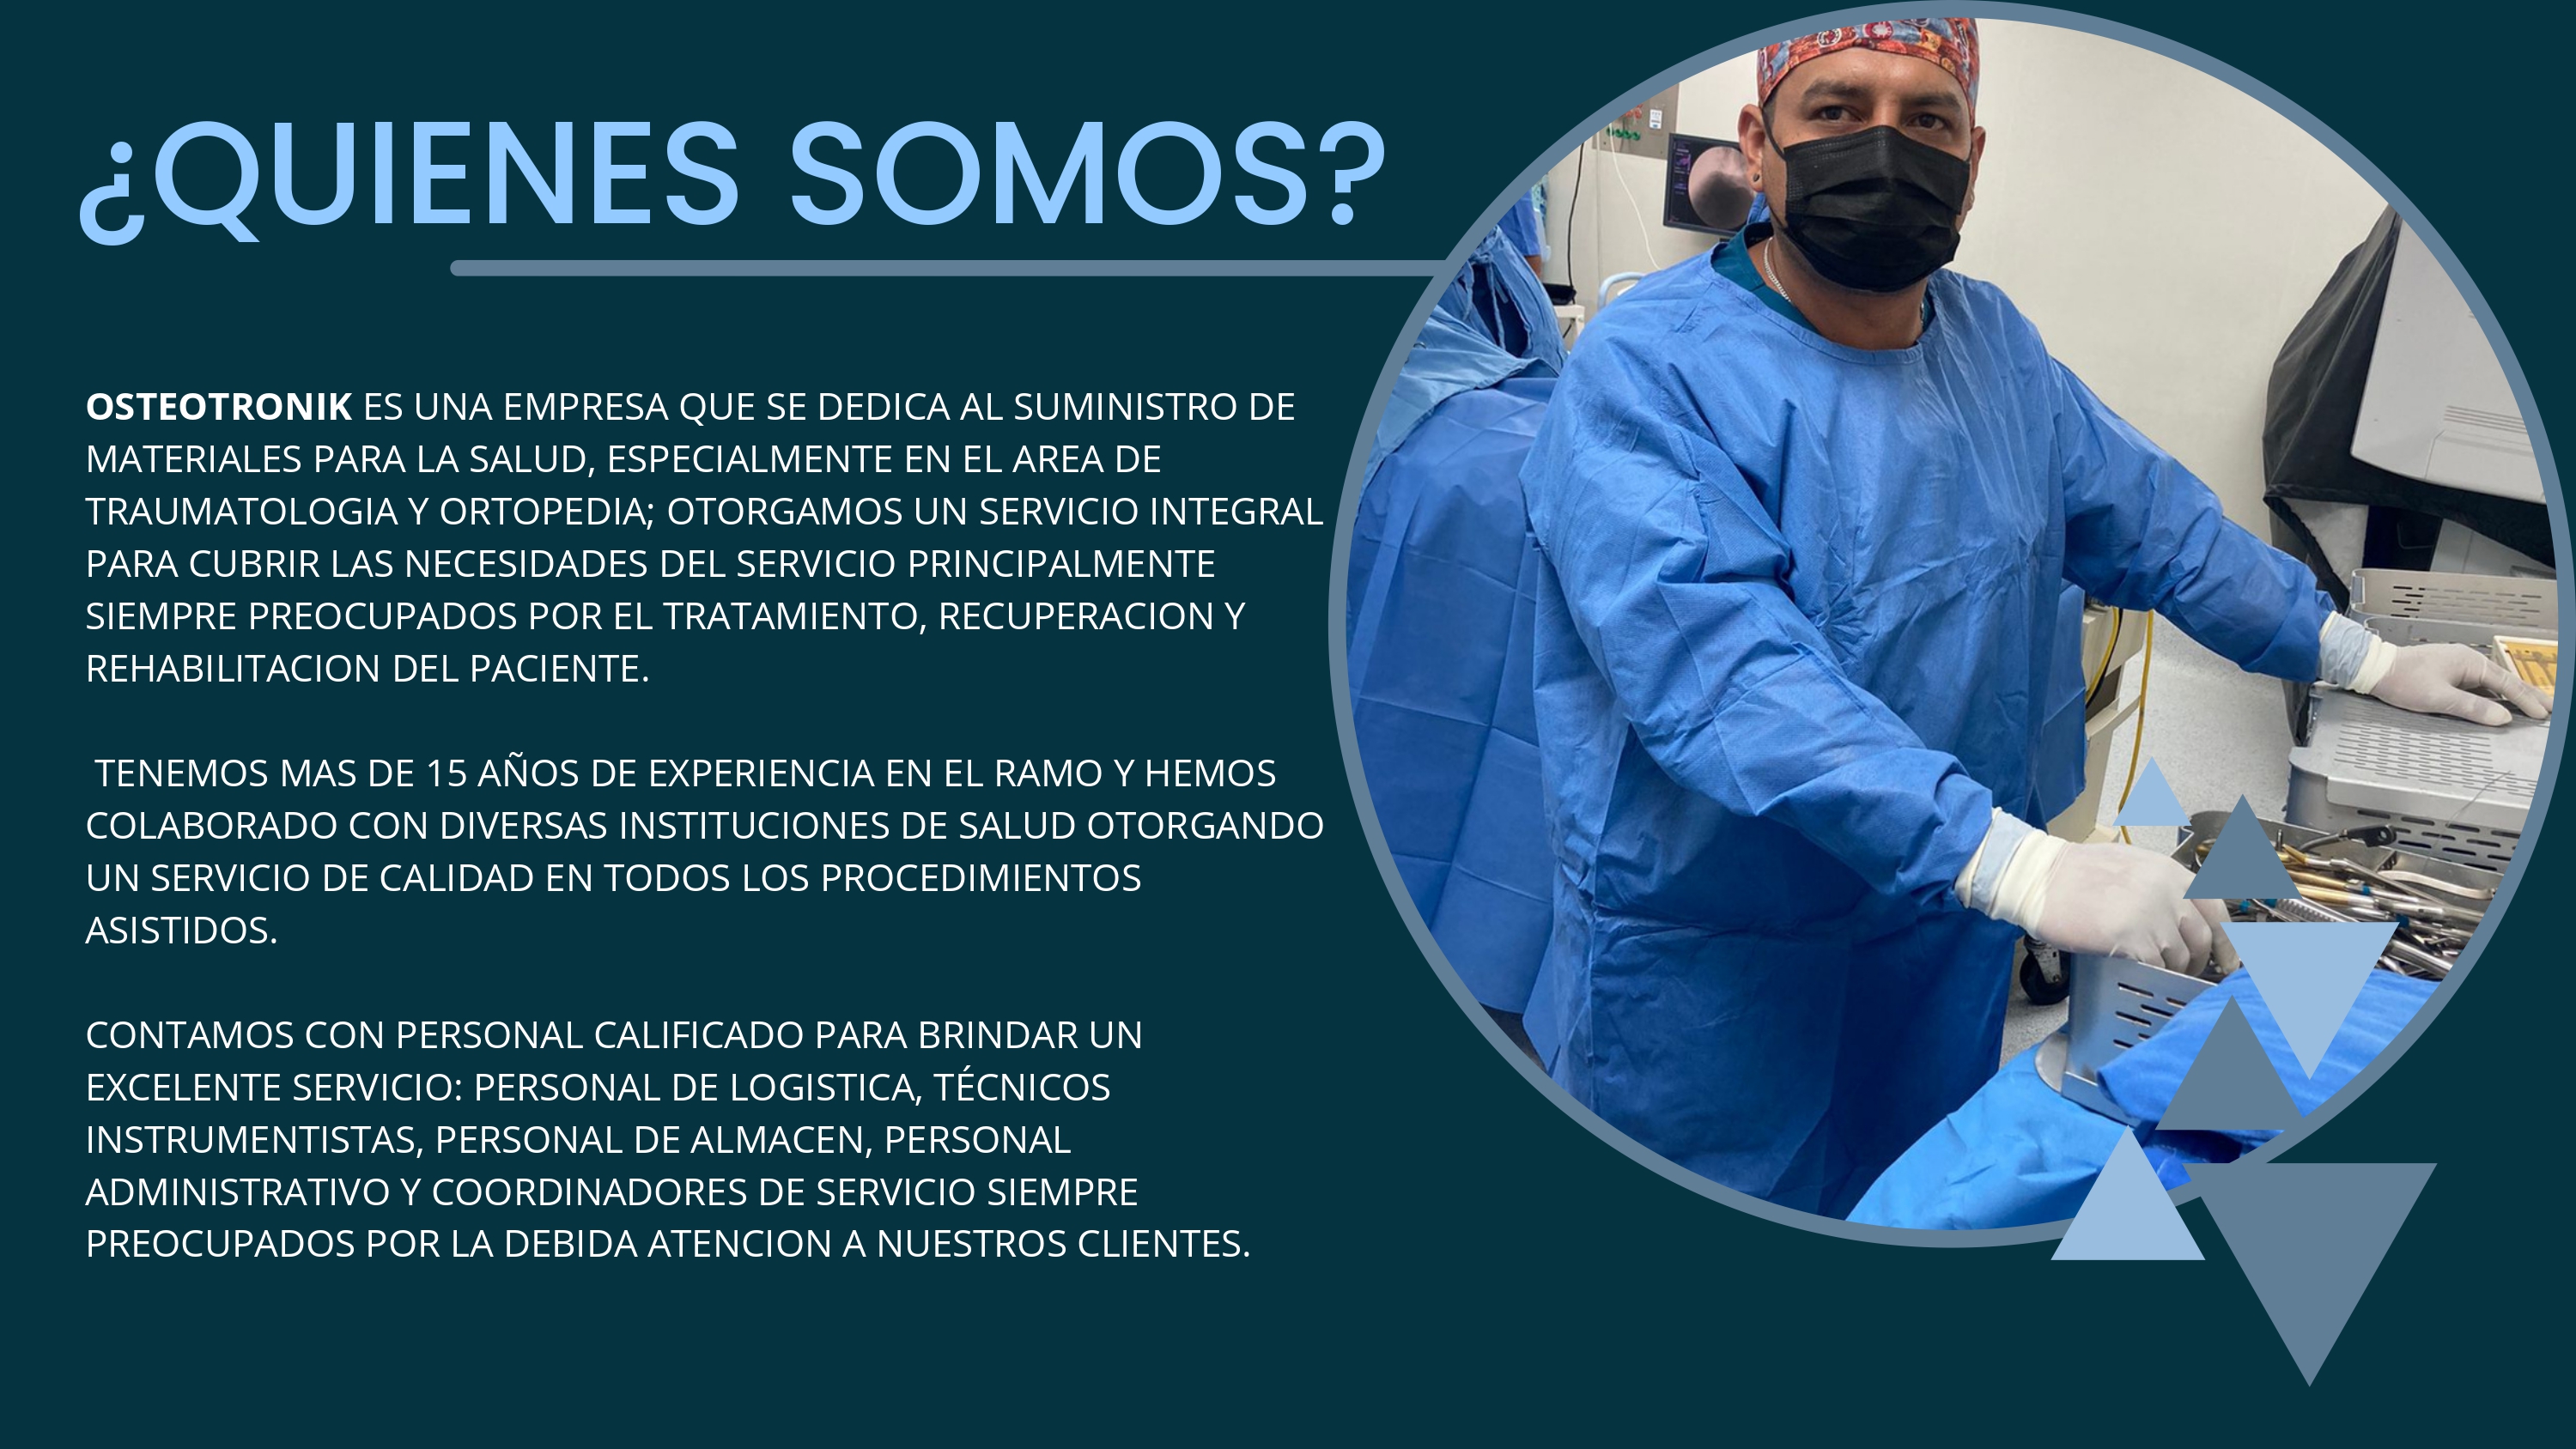 ¿QUIENES SOMOS?
OSTEOTRONIK ES UNA EMPRESA QUE SE DEDICA AL SUMINISTRO DE
MATERIALES PARA LA SALUD, ESPECIALMENTE EN EL AREA DE
TRAUMATOLOGIA Y ORTOPEDIA; OTORGAMOS UN SERVICIO INTEGRAL
PARA CUBRIR LAS NECESIDADES DEL SERVICIO PRINCIPALMENTE
SIEMPRE PREOCUPADOS POR EL TRATAMIENTO, RECUPERACION Y
REHABILITACION DEL PACIENTE.
TENEMOS MAS DE 15 AÑOS DE EXPERIENCIA EN EL RAMO Y HEMOS
COLABORADO CON DIVERSAS INSTITUCIONES DE SALUD OTORGANDO
UN SERVICIO DE CALIDAD EN TODOS LOS PROCEDIMIENTOS
ASISTIDOS.
CONTAMOS CON PERSONAL CALIFICADO PARA BRINDAR UN
EXCELENTE SERVICIO: PERSONAL DE LOGISTICA, TÉCNICOS
INSTRUMENTISTAS, PERSONAL DE ALMACEN, PERSONAL
ADMINISTRATIVO Y COORDINADORES DE SERVICIO SIEMPRE
PREOCUPADOS POR LA DEBIDA ATENCION A NUESTROS CLIENTES.